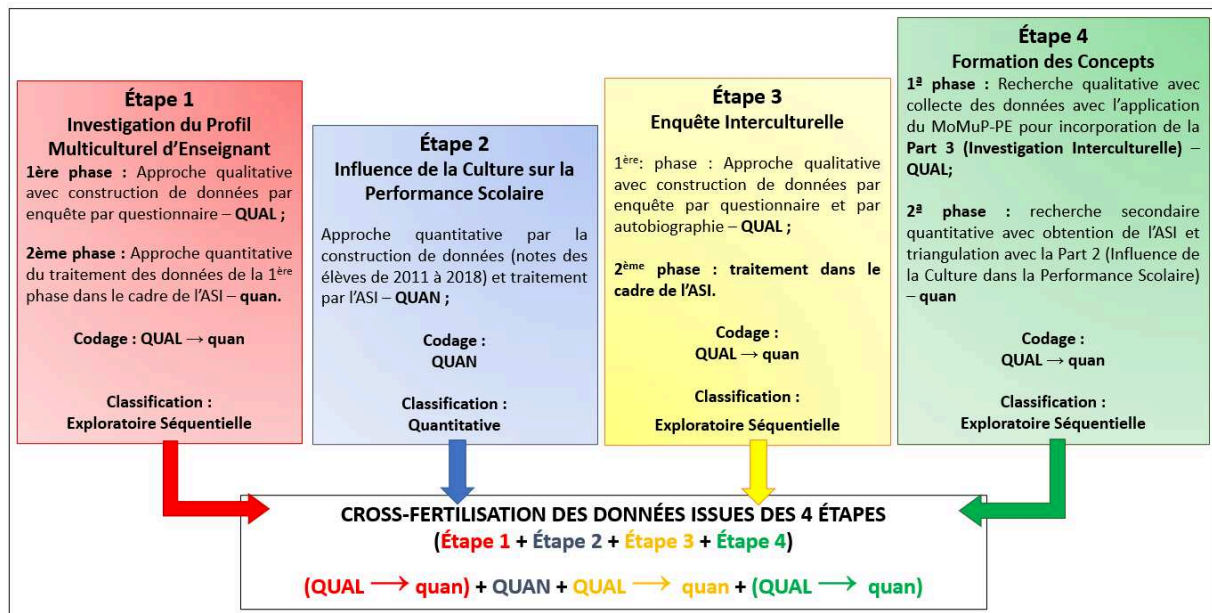 Étape 1
Investigation du Profil
Multiculturel d’Enseignant
1ère phase : Approche qualitative
avec construction de données par
enquête par questionnaire – QUAL ;
2ème phase : Approche quantitative
du traitement des données de la 1ère
phase dans le cadre de l’ASI – quan.
Codage : QUAL → quan
Classification :
Exploratoire Séquentielle
Étape 2
Influence de la Culture sur la
Performance Scolaire
Approche quantitative par la
construction de données (notes des
élèves de 2011 à 2018) et traitement
par l’ASI – QUAN ;
Codage :
QUAN
Classification :
Quantitative
Étape 3
Enquête Interculturelle
1ère: phase : Approche qualitative
avec construction de données par
enquête par questionnaire et par
autobiographie – QUAL ;
2ème phase : traitement dans le
cadre de l’ASI.
Codage :
QUAL → quan
Classification :
Exploratoire Séquentielle
Étape 4
Formation des Concepts
1ª phase : Recherche qualitative avec
collecte des données avec l’application
du MoMuP-PE pour incorporation de la
Part 3 (Investigation Interculturelle) –
QUAL;
2ª phase : recherche secondaire
quantitative avec obtention de l’ASI et
triangulation avec la Part 2 (Influence de
la Culture dans la Performance Scolaire)
– quan
Codage :
QUAL → quan
Classification :
Exploratoire Séquentielle
CROSS-FERTILISATION DES DONNÉES ISSUES DES 4 ÉTAPES
(Étape 1 + Étape 2 + Étape 3 + Étape 4)
(QUAL → quan) + QUAN + QUAL → quan + (QUAL → quan)